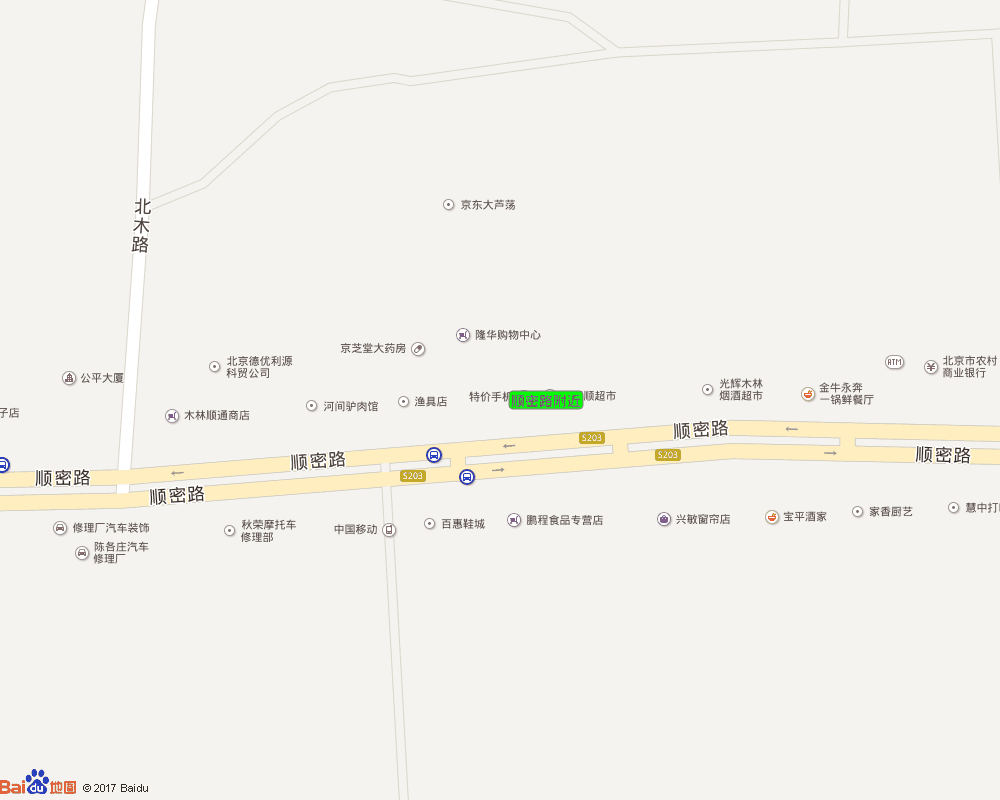 北木路
京东大芦荡
隆华购物中心
京芝堂大药房
北京德优利源
科贸公司
公平大厦
ATM
北京市农村
商业银行
光辉木林
烟酒超市
金牛永奔
一锅鲜餐厅
子店
木林顺通商店
河间驴肉馆
渔具店
特价手机
顺密路附近
顺超市
顺密路
顺密路
顺密路
顺密路
顺密路
S203
S203
S203
修理厂汽车装饰
陈各庄汽车
修理厂
秋荣摩托车
修理部
中国移动
百惠鞋城
鹏程食品专营店
兴敏窗帘店
宝平酒家
家香厨艺
慧中打
Bai du 地图
© 2017 Baidu